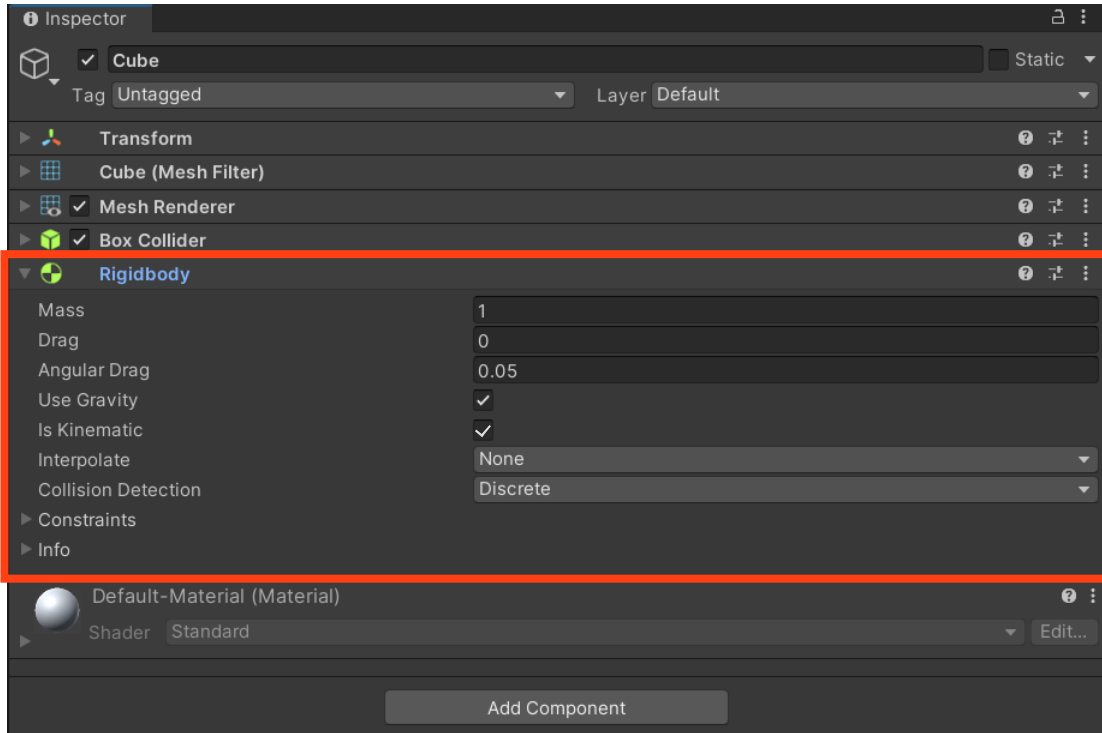 Inspector
Cube Static
Tag Untagged Layer Default
Transform
Cube (Mesh Filter)
Mesh Renderer
Box Collider
Rigidbody
Mass 1
Drag 0
Angular Drag 0.05
Use Gravity
Is Kinematic
Interpolate None
Collision Detection Discrete
Constraints
Info
Default-Material (Material)
Shader Standard Edit...
Add Component